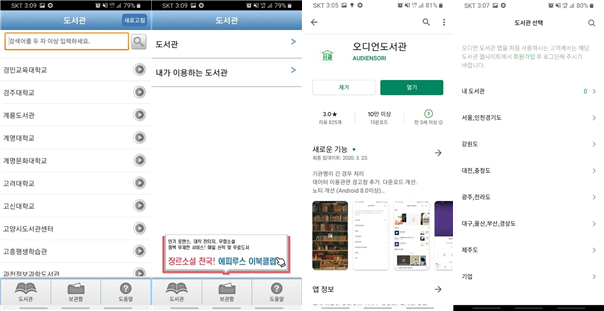 SKT 3:09
79%
도서관
새로고침
검색어를 두 자 이상 입력하세요.
경인교육대학교
경주대학교
계룡도서관
계명대학교
계명문화대학교
고려대학교
고신대학교
고양시도서관센터
고흥평생학습관
과천정보과학도서관
도서관
보관함
도움말
SKT 3:09
79%
도서관
도서관
내가 이용하는 도서관
인기 로맨스, 대작 판타지, 무협소설
장르소설 천국! 에피루스 이북클럽
도서관
보관함
도움말
SKT 3:05
81%
오디언도서관
AUDIENSORI
제거
열기
3.0★
리뷰 825개
10만 이상
다운로드
3
만 3세 이상
새로운 기능
최종 업데이트: 2020. 3. 23.
기관명이 긴 경우 처리
데이터 이용관련 경고창 추가: 다운로드 개선.
노티 개선 (Android 8.0이상)...
앱 정보
SKT 3:07
80%
도서관 선택
오디언 도서관 앱을 처음 사용하시는 고객께서는 해당
도서관 웹사이트에서 회원가입 후 로그인해 주시기
바랍니다.
내 도서관
0
서울,인천경기도
강원도
대전,충청도
광주,전라도
대구,울산,부산,경상도
제주도
기업